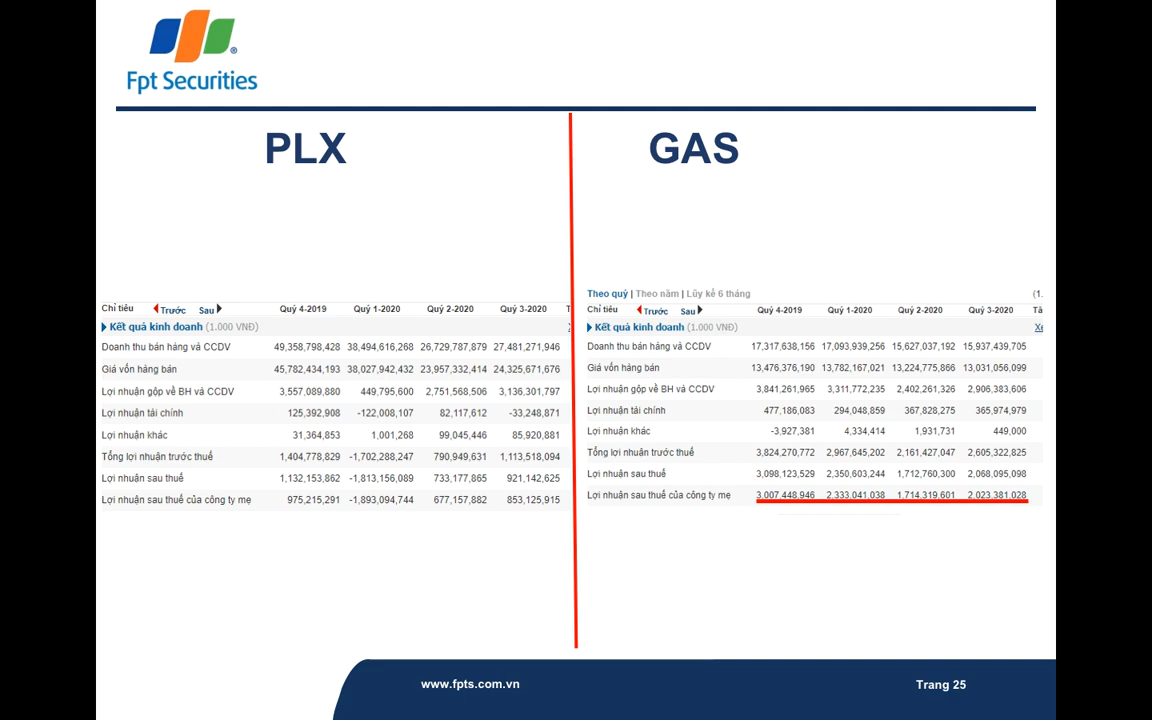 Fpt Securities
PLX
GAS
Chỉ tiêu Trước Sau Quý 4-2019 Quý 1-2020 Quý 2-2020 Quý 3-2020 T
Kết quả kinh doanh (1.000 VNĐ)
Doanh thu bán hàng và CCDV 49,358,798,428 38,494,616,268 26,729,787,879 27,481,271,946
Giá vốn hàng bán 45,782,434,193 38,027,942,432 23,957,332,414 24,325,671,676
Lợi nhuận gộp về BH và CCDV 3,557,089,880 449,795,600 2,751,568,506 3,136,301,797
Lợi nhuận tài chính 125,392,908 -122,008,107 82,117,612 -33,248,871
Lợi nhuận khác 31,364,853 1,001,268 99,045,446 85,920,881
Tổng lợi nhuận trước thuế 1,404,778,829 -1,702,288,247 790,949,631 1,113,518,094
Lợi nhuận sau thuế 1,132,153,862 -1,813,156,089 733,177,865 921,142,625
Lợi nhuận sau thuế của công ty mẹ 975,215,291 -1,893,094,744 677,157,882 853,125,915
Theo quý | Theo năm | Lũy kế 6 tháng (1.
Chỉ tiêu Trước Sau Quý 4-2019 Quý 1-2020 Quý 2-2020 Quý 3-2020 Tă
Kết quả kinh doanh (1.000 VNĐ) Xe
Doanh thu bán hàng và CCDV 17,317,638,156 17,093,939,256 15,627,037,192 15,937,439,705
Giá vốn hàng bán 13,476,376,190 13,782,167,021 13,224,775,866 13,031,056,099
Lợi nhuận gộp về BH và CCDV 3,841,261,965 3,311,772,235 2,402,261,326 2,906,383,606
Lợi nhuận tài chính 477,186,083 294,048,859 367,828,275 365,974,979
Lợi nhuận khác -3,927,381 4,334,414 1,931,731 449,000
Tổng lợi nhuận trước thuế 3,824,270,772 2,967,645,202 2,161,427,047 2,605,322,825
Lợi nhuận sau thuế 3,098,123,529 2,350,603,244 1,712,760,300 2,068,095,098
Lợi nhuận sau thuế của công ty mẹ 3,007,448,946 2,333,041,038 1,714,319,601 2,023,381,028
www.fpts.com.vn
Trang 25